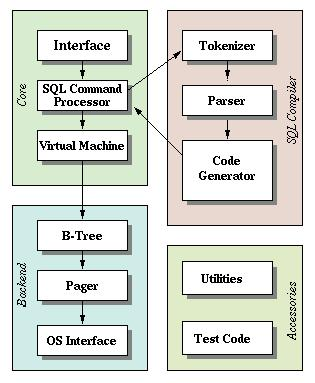 Interface
SQL Command
Processor
Virtual Machine
Core
Tokenizer
Parser
Code
Generator
SQL Compiler
B-Tree
Pager
OS Interface
Backend
Utilities
Test Code
Accessories